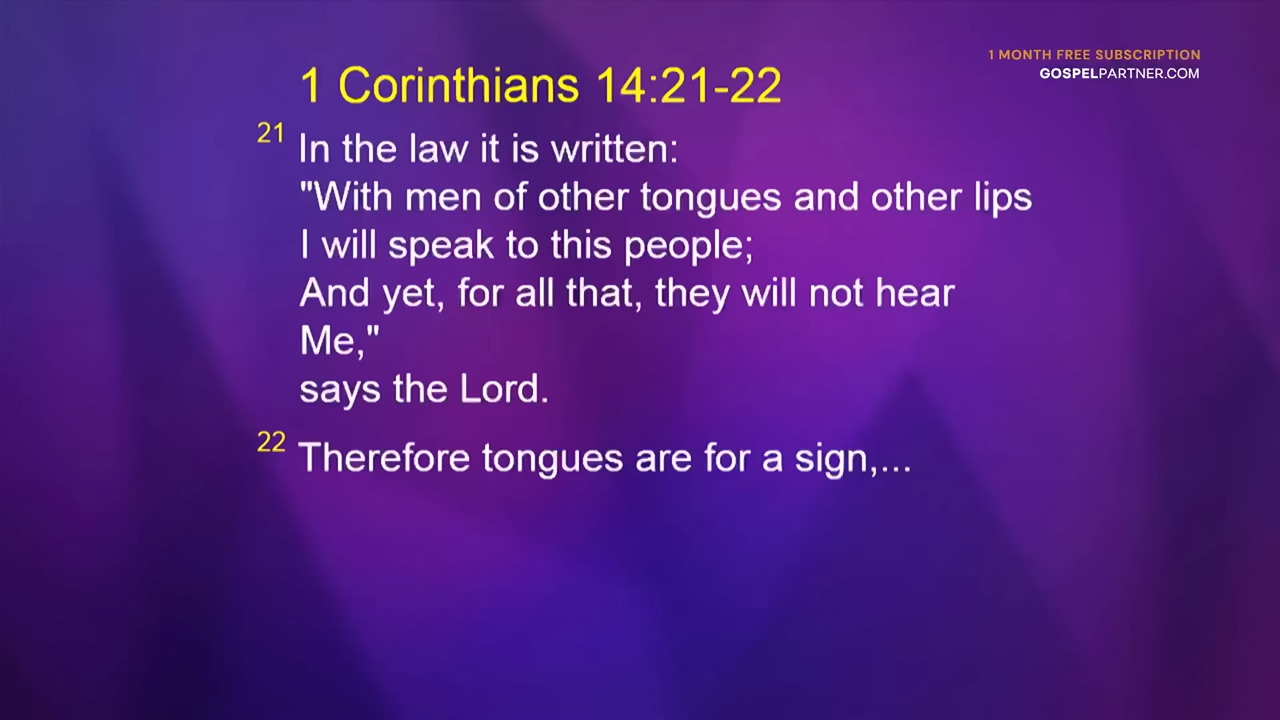 1 MONTH FREE SUBSCRIPTION
GOSPELPARTNER.COM
1 Corinthians 14:21-22
21 In the law it is written:
"With men of other tongues and other lips
I will speak to this people;
And yet, for all that, they will not hear
Me,"
says the Lord.
22 Therefore tongues are for a sign,...